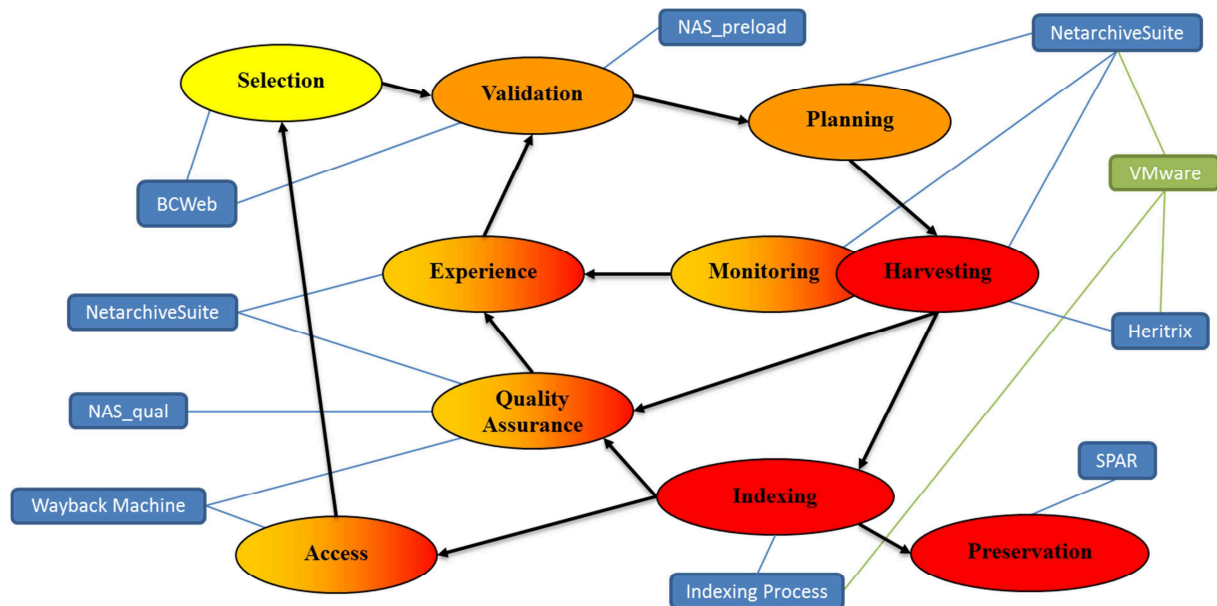 NAS_preload
NetarchiveSuite
Selection
Validation
Planning
VMware
BCWeb
Experience
Monitoring
Harvesting
NetarchiveSuite
Heritrix
NAS_qual
Quality
Assurance
SPAR
Wayback Machine
Indexing
Access
Preservation
Indexing Process